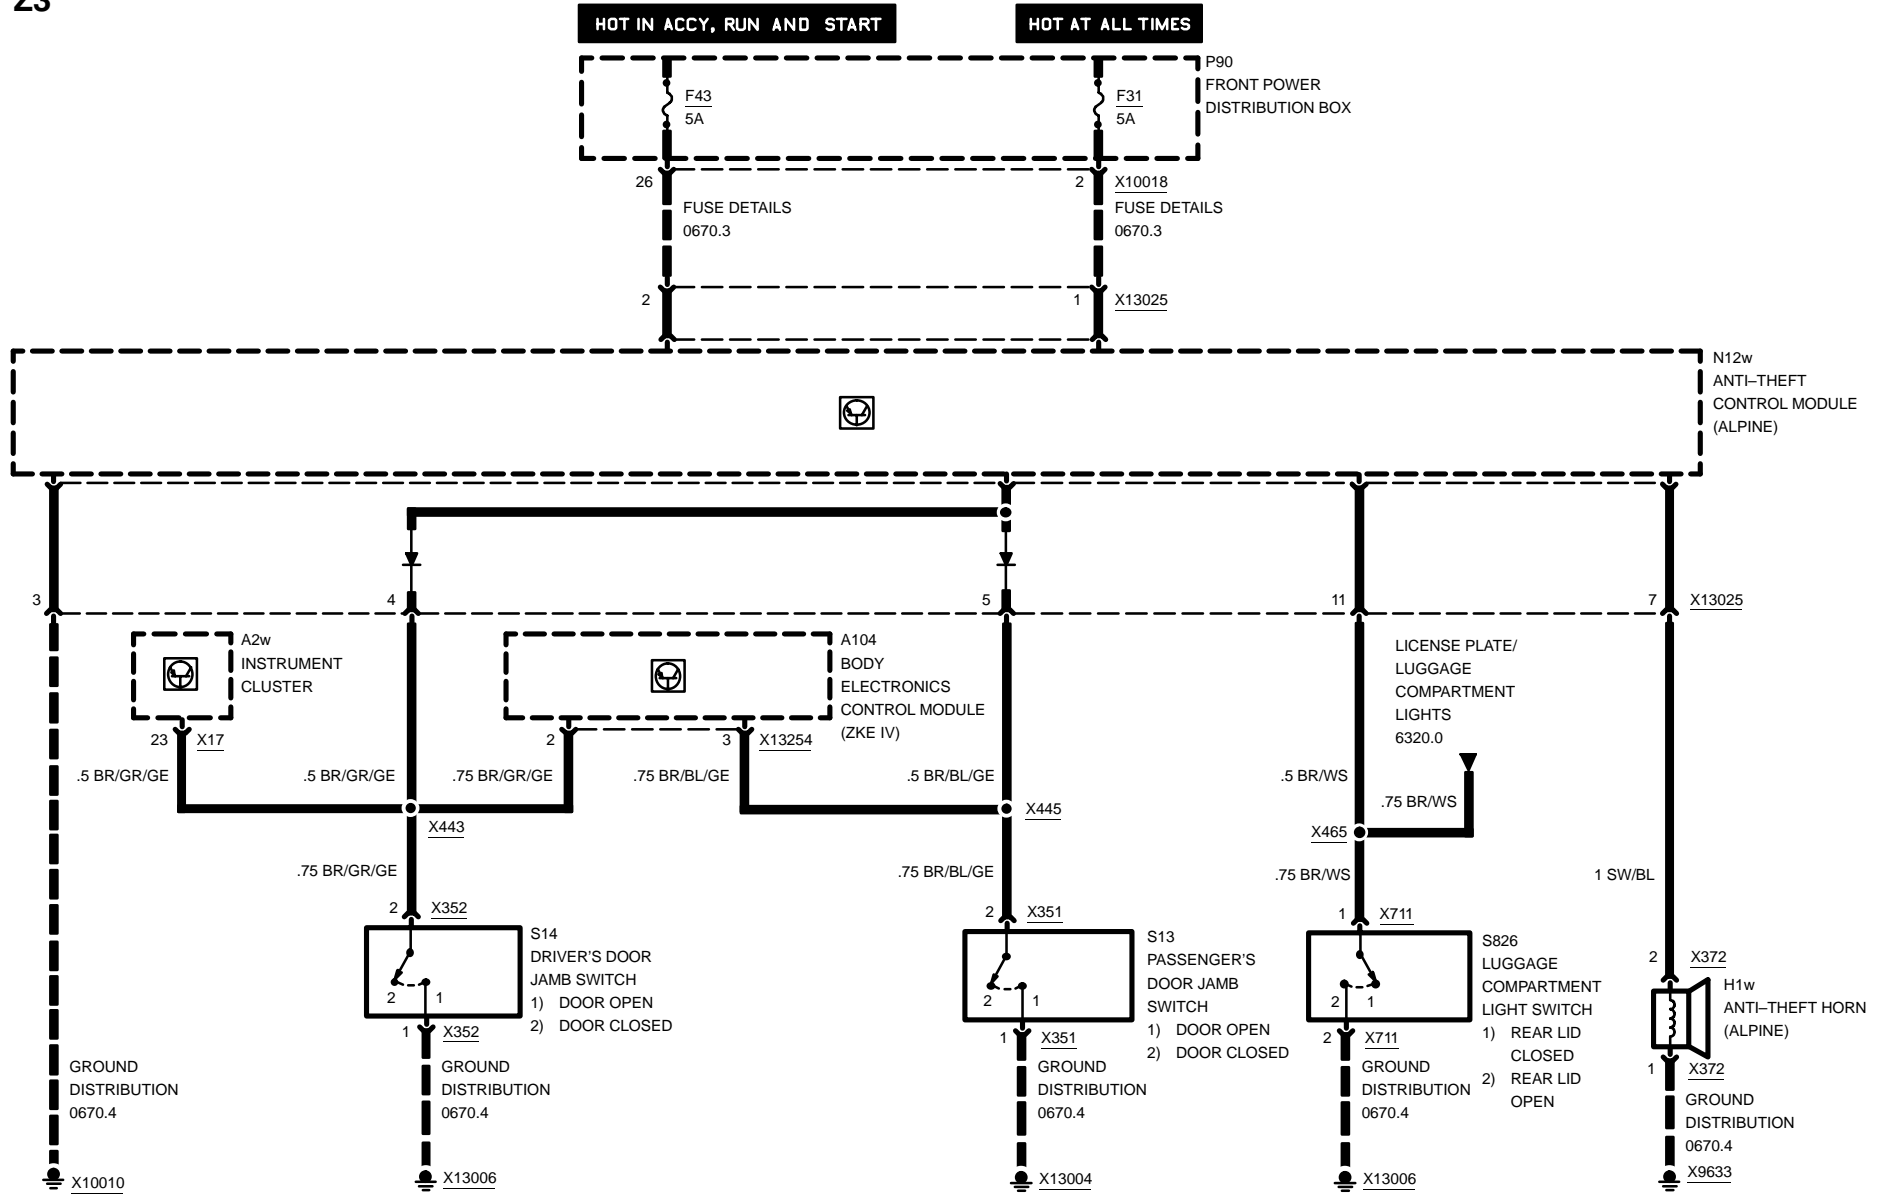 Z3
HOT IN ACCY, RUN AND START
HOT AT ALL TIMES
P90
FRONT POWER
DISTRIBUTION BOX
F43
5A
F31
5A
26
2
X10018
FUSE DETAILS
0670.3
FUSE DETAILS
0670.3
2
1
X13025
N12w
ANTI–THEFT
CONTROL MODULE
(ALPINE)
3
4
5
11
7
X13025
A2w
INSTRUMENT
CLUSTER
A104
BODY
ELECTRONICS
CONTROL MODULE
(ZKE IV)
LICENSE PLATE/
LUGGAGE
COMPARTMENT
LIGHTS
6320.0
23
X17
2
3
X13254
.5 BR/GR/GE
.5 BR/GR/GE
.75 BR/GR/GE
.75 BR/BL/GE
.5 BR/BL/GE
.5 BR/WS
.75 BR/WS
X443
X445
X465
.75 BR/GR/GE
.75 BR/BL/GE
.75 BR/WS
1 SW/BL
2
X352
2
X351
1
X711
2
X372
S14
DRIVER'S DOOR
JAMB SWITCH
1) DOOR OPEN
2) DOOR CLOSED
2
1
S13
PASSENGER'S
DOOR JAMB
SWITCH
1) DOOR OPEN
2) DOOR CLOSED
2
1
S826
LUGGAGE
COMPARTMENT
LIGHT SWITCH
1) REAR LID
CLOSED
2) REAR LID
OPEN
2
1
H1w
ANTI–THEFT HORN
(ALPINE)
1
X352
1
X351
2
X711
1
X372
GROUND
DISTRIBUTION
0670.4
GROUND
DISTRIBUTION
0670.4
GROUND
DISTRIBUTION
0670.4
GROUND
DISTRIBUTION
0670.4
GROUND
DISTRIBUTION
0670.4
X10010
X13006
X13004
X13006
X9633